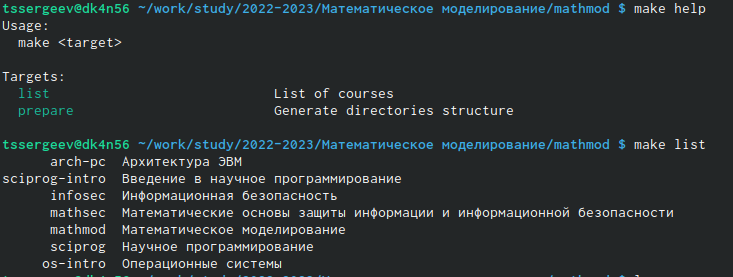 tssergeev@dk4n56 ~/work/study/2022-2023/Математическое моделирование/mathmod $ make help
Usage:
  make <target>

Targets:
  list                            List of courses
  prepare                         Generate directories structure

tssergeev@dk4n56 ~/work/study/2022-2023/Математическое моделирование/mathmod $ make list
      arch-pc  Архитектура ЭВМ
sciprog-intro  Введение в научное программирование
      infosec  Информационная безопасность
      mathsec  Математические основы защиты информации и информационной безопасности
      mathmod  Математическое моделирование
      sciprog  Научное программирование
     os-intro  Операционные системы